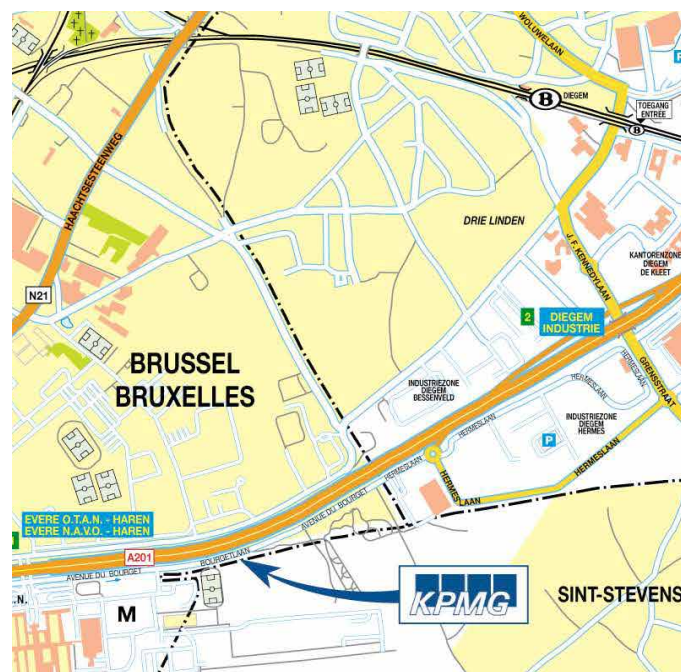 WOLUWELAAN
P
B
DIEGEM
TOEGANG
ENTREE
B
HAACHTSESTEENWEG
DRIE LINDEN
J. F. KENNEDYLAAN
KANTORENZONE
DIEGEM
DE KLEET
N21
2
DIEGEM
INDUSTRIE
BRUSSEL
BRUXELLES
INDUSTRIEZONE
DIEGEM
BESSENVELD
HERMESLAAN
HERMESLAAN
GRENSSTRAAT
HERMESLAAN
INDUSTRIEZONE
DIEGEM
HERMES
P
HERMESLAAN
HERMESLAAN
HERMESLAAN
AVENUE DU BOURGET
EVERE O.T.A.N. - HAREN
EVERE N.A.V.O. - HAREN
A201
BOURGETLAAN
AVENUE DU BOURGET
.N.
M
KPMG
SINT-STEVENS